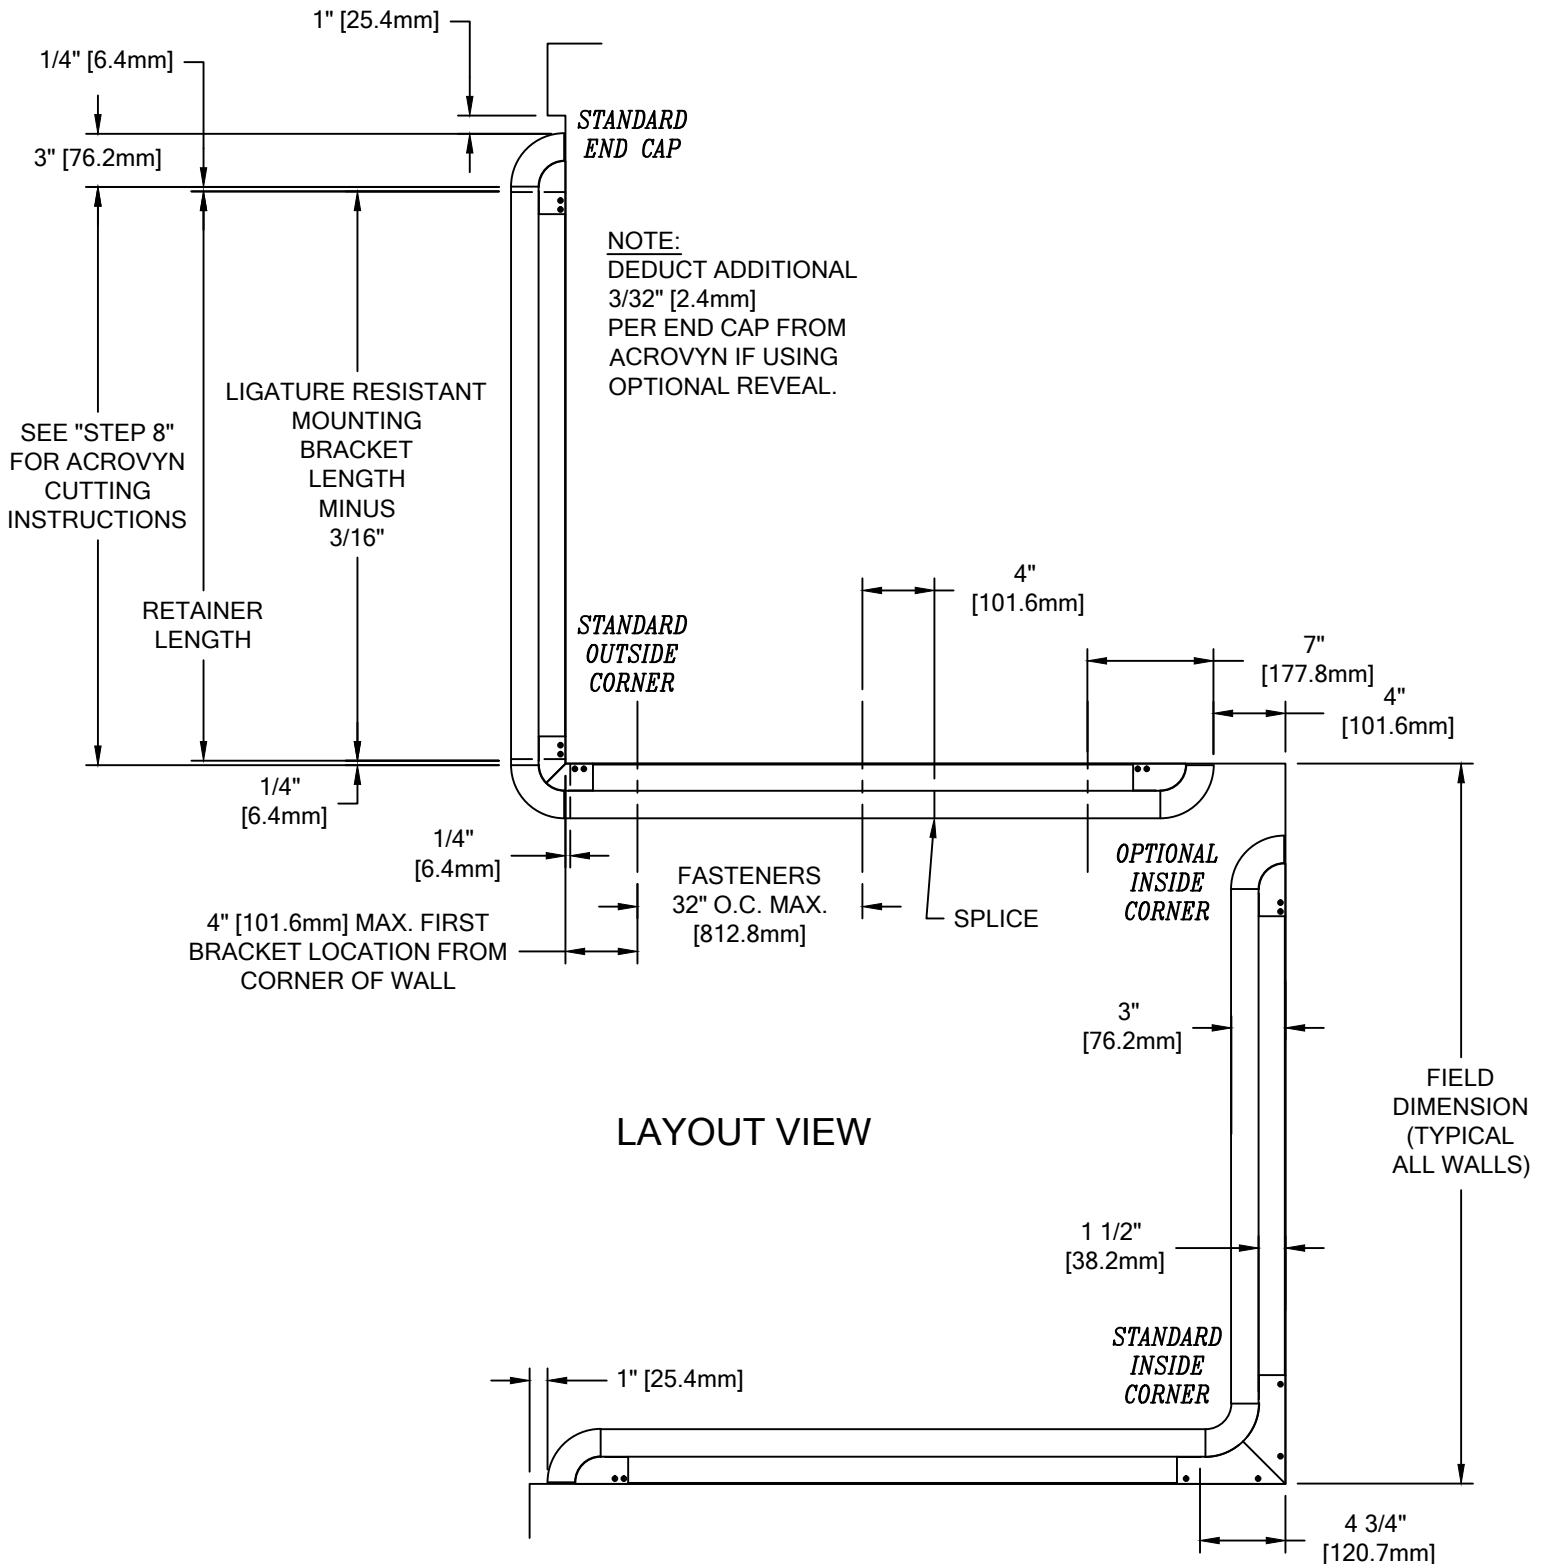 1" [25.4mm]
1/4" [6.4mm]
3" [76.2mm]
STANDARD
END CAP
NOTE:
DEDUCT ADDITIONAL
3/32" [2.4mm]
PER END CAP FROM
ACROVYN IF USING
OPTIONAL REVEAL.
LIGATURE RESISTANT
MOUNTING
BRACKET
LENGTH
MINUS
3/16"
SEE "STEP 8"
FOR ACROVYN
CUTTING
INSTRUCTIONS
RETAINER
LENGTH
STANDARD
OUTSIDE
CORNER
4"
[101.6mm]
7"
[177.8mm]
4"
[101.6mm]
1/4"
[6.4mm]
1/4"
[6.4mm]
FASTENERS
32" O.C. MAX.
[812.8mm]
SPLICE
4" [101.6mm] MAX. FIRST
BRACKET LOCATION FROM
CORNER OF WALL
OPTIONAL
INSIDE
CORNER
3"
[76.2mm]
LAYOUT VIEW
FIELD
DIMENSION
(TYPICAL
ALL WALLS)
1 1/2"
[38.2mm]
STANDARD
INSIDE
CORNER
1" [25.4mm]
4 3/4"
[120.7mm]